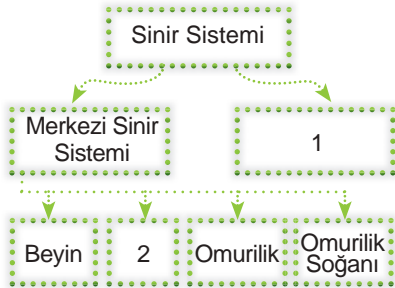 Sinir Sistemi
Merkezi Sinir
Sistemi
1
Beyin
2
Omurilik
Omurilik
Soğanı